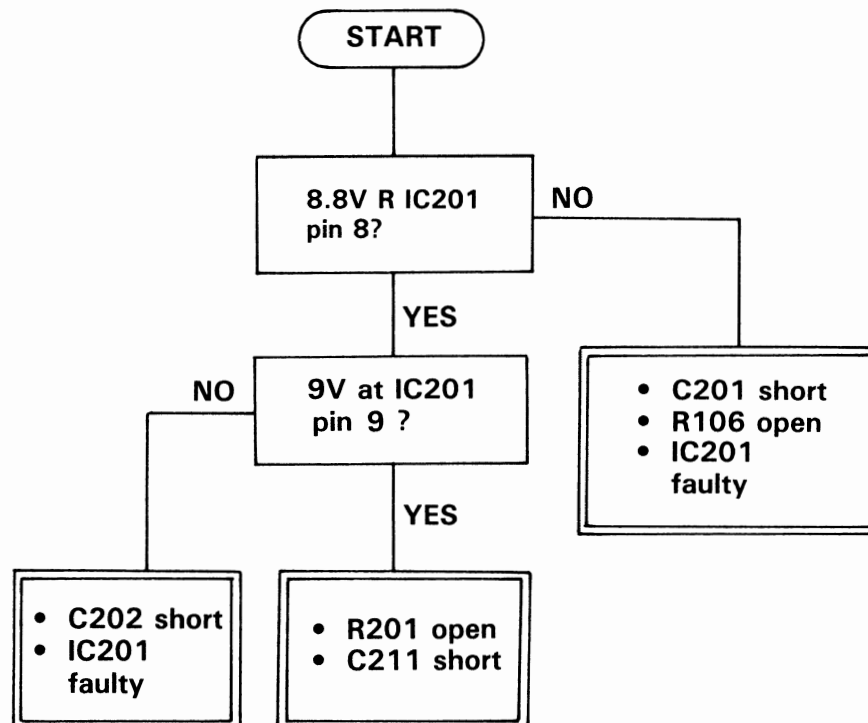 START
8.8V R IC201
pin 8?
NO
YES
NO
9V at IC201
pin 9 ?
• C201 short
• R106 open
• IC201
faulty
YES
• C202 short
• IC201
faulty
• R201 open
• C211 short